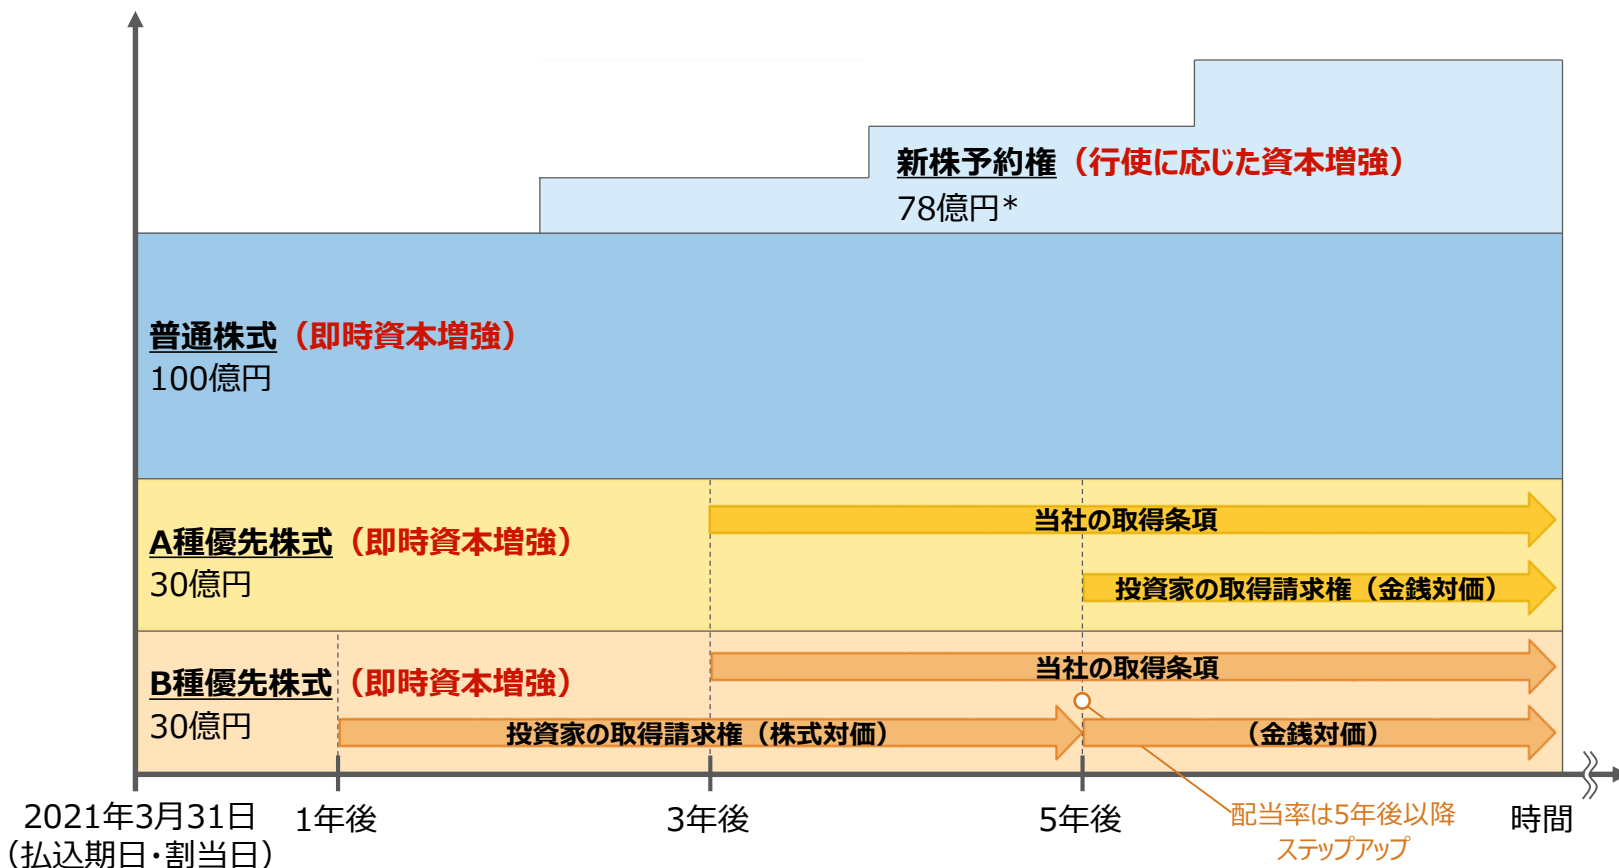 新株予約権（行使に応じた資本増強）
78億円*
普通株式（即時資本増強）
100億円
当社の取得条項
A種優先株式（即時資本増強）
30億円
投資家の取得請求権（金銭対価）
当社の取得条項
B種優先株式（即時資本増強）
30億円
投資家の取得請求権（株式対価）
（金銭対価）
2021年3月31日
（払込期日・割当日）
1年後
3年後
5年後
配当率は5年後以降
ステップアップ
時間